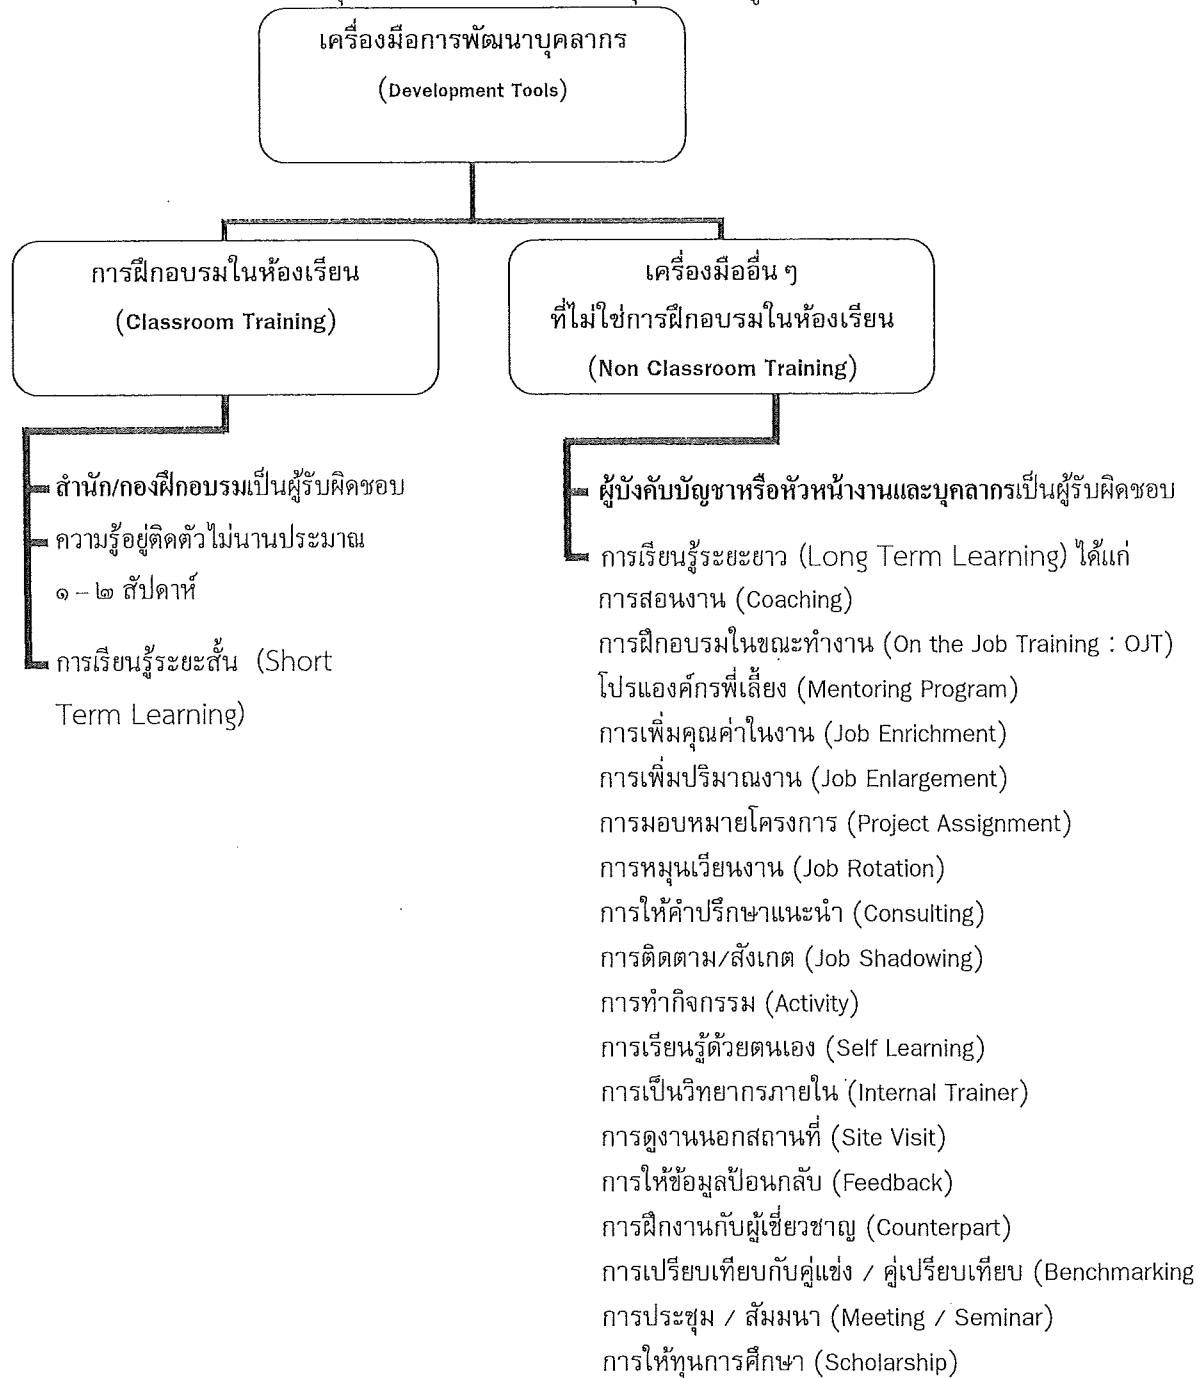 เครื่องมือการพัฒนาบุคลากร
(Development Tools)
การฝึกอบรมในห้องเรียน
(Classroom Training)
เครื่องมืออื่น ๆ
ที่ไม่ใช่การฝึกอบรมในห้องเรียน
(Non Classroom Training)
สำนัก/กองฝึกอบรมเป็นผู้รับผิดชอบ
ความรู้อยู่ติดตัวไม่นานประมาณ
๑ – ๒ สัปดาห์
การเรียนรู้ระยะสั้น (Short
Term Learning)
ผู้บังคับบัญชาหรือหัวหน้างานและบุคลากรเป็นผู้รับผิดชอบ
การเรียนรู้ระยะยาว (Long Term Learning) ได้แก่
การสอนงาน (Coaching)
การฝึกอบรมในขณะทำงาน (On the Job Training : OJT)
โปรแองค์กรพี่เลี้ยง (Mentoring Program)
การเพิ่มคุณค่าในงาน (Job Enrichment)
การเพิ่มปริมาณงาน (Job Enlargement)
การมอบหมายโครงการ (Project Assignment)
การหมุนเวียนงาน (Job Rotation)
การให้คำปรึกษาแนะนำ (Consulting)
การติดตาม/สังเกต (Job Shadowing)
การทำกิจกรรม (Activity)
การเรียนรู้ด้วยตนเอง (Self Learning)
การเป็นวิทยากรภายใน (Internal Trainer)
การดูงานนอกสถานที่ (Site Visit)
การให้ข้อมูลป้อนกลับ (Feedback)
การฝึกงานกับผู้เชี่ยวชาญ (Counterpart)
การเปรียบเทียบกับคู่แข่ง / คู่เปรียบเทียบ (Benchmarking
การประชุม / สัมมนา (Meeting / Seminar)
การให้ทุนการศึกษา (Scholarship)